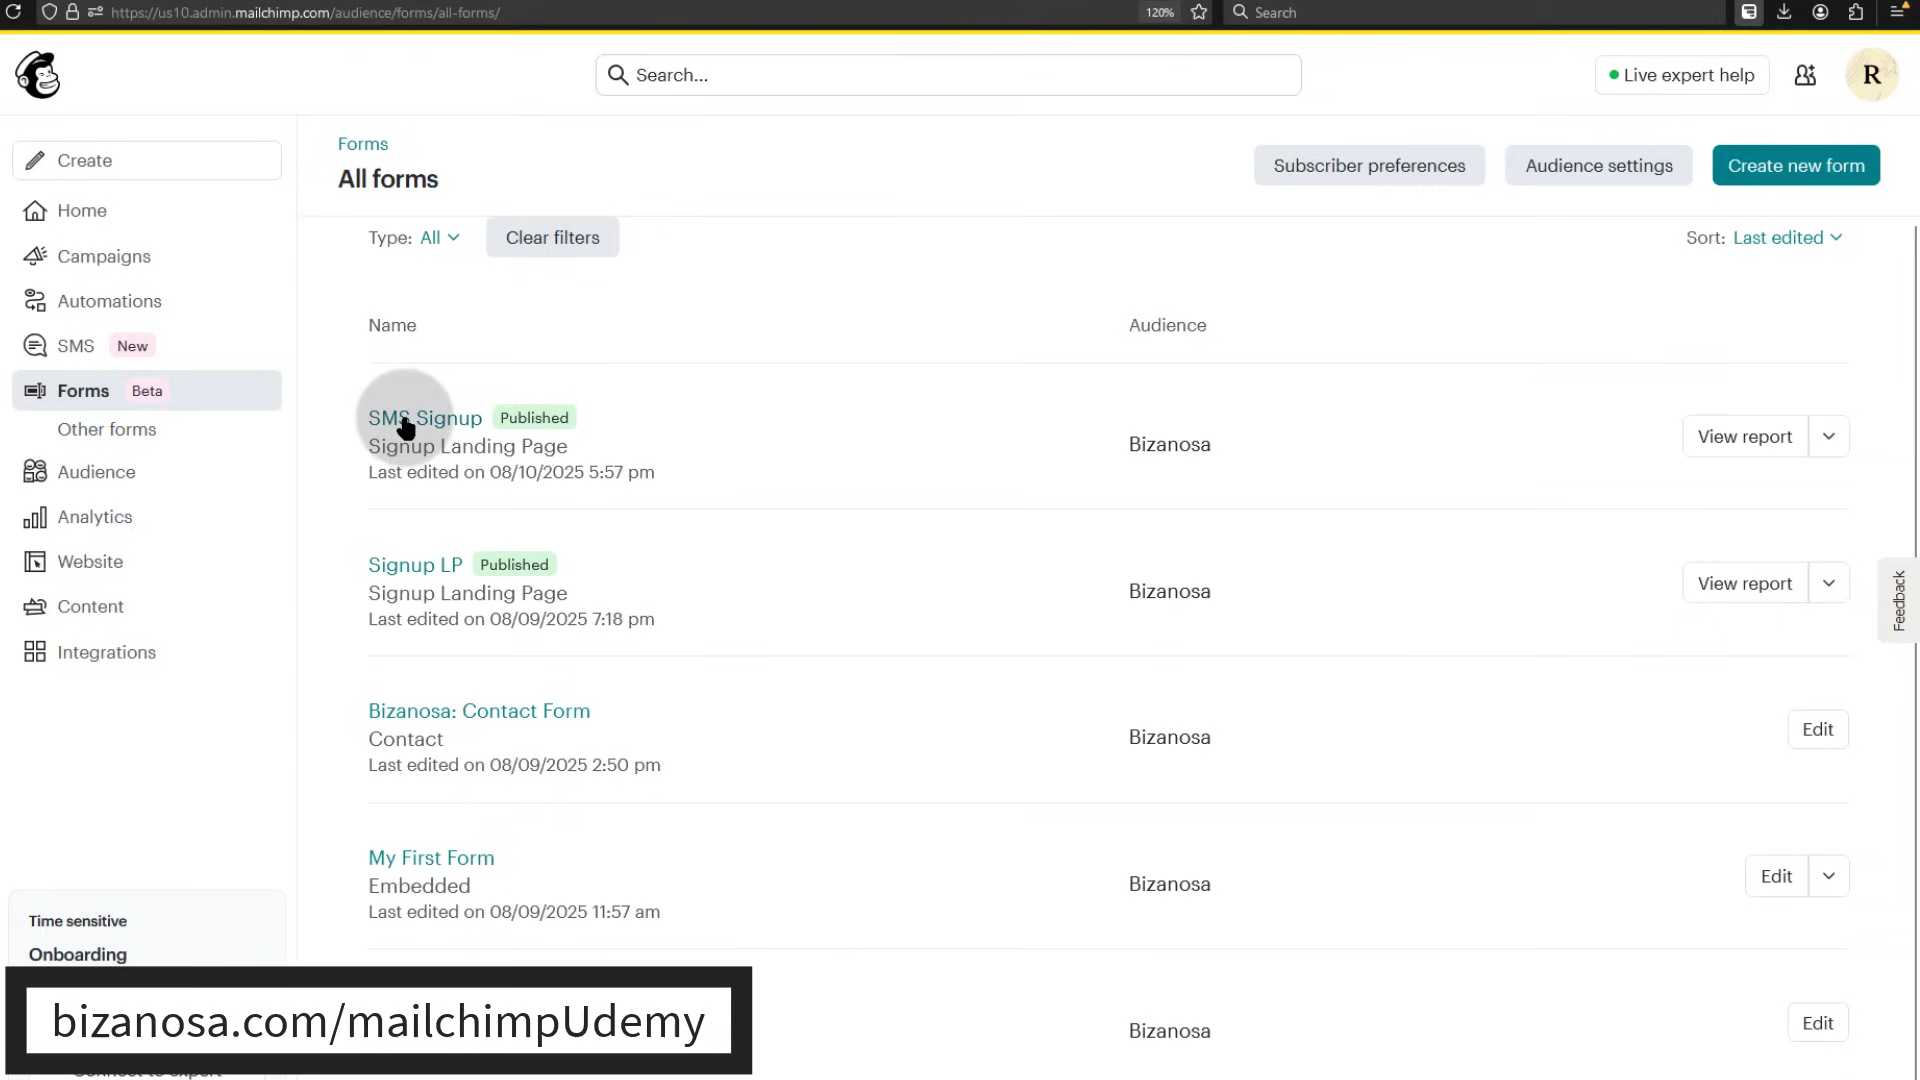 https://us10.admin.mailchimp.com/audience/forms/all-forms/
120%
Search
Search...
Live expert help
R
Create
Home
Campaigns
Automations
SMS New
Forms Beta
Other forms
Audience
Analytics
Website
Content
Integrations
Time sensitive
Onboarding
Forms
All forms
Subscriber preferences
Audience settings
Create new form
Type: All
Clear filters
Sort: Last edited
Name
Audience
SMS Signup Published
Signup Landing Page
Last edited on 08/10/2025 5:57 pm
Bizanosa
View report
Signup LP Published
Signup Landing Page
Last edited on 08/09/2025 7:18 pm
Bizanosa
View report
Bizanosa: Contact Form
Contact
Last edited on 08/09/2025 2:50 pm
Bizanosa
Edit
My First Form
Embedded
Last edited on 08/09/2025 11:57 am
Bizanosa
Edit
Bizanosa
Edit
Feedback
bizanosa.com/mailchimpUdemy